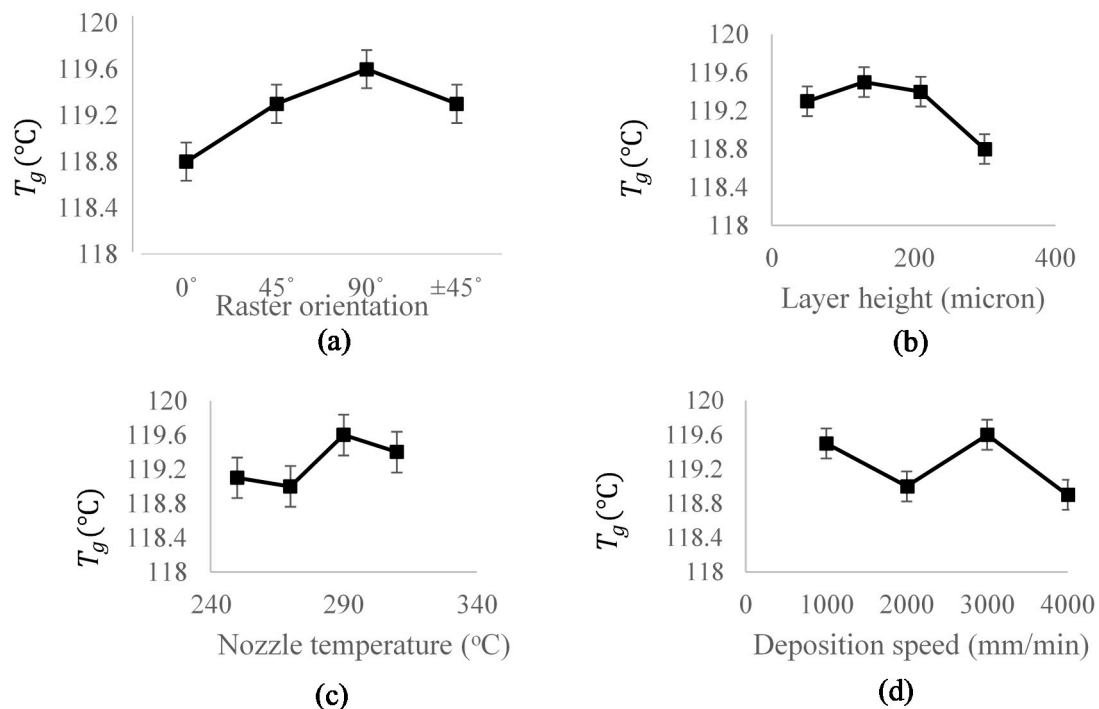 120
119.6
119.2
118.8
118.4
118
T_g (°C)
0° 45° 90° ±45°
Raster orientation
(a)
120
119.6
119.2
118.8
118.4
118
T_g (°C)
0 200 400
Layer height (micron)
(b)
120
119.6
119.2
118.8
118.4
118
T_g (°C)
240 290 340
Nozzle temperature (°C)
(c)
120
119.6
119.2
118.8
118.4
118
T_g (°C)
0 1000 2000 3000 4000
Deposition speed (mm/min)
(d)